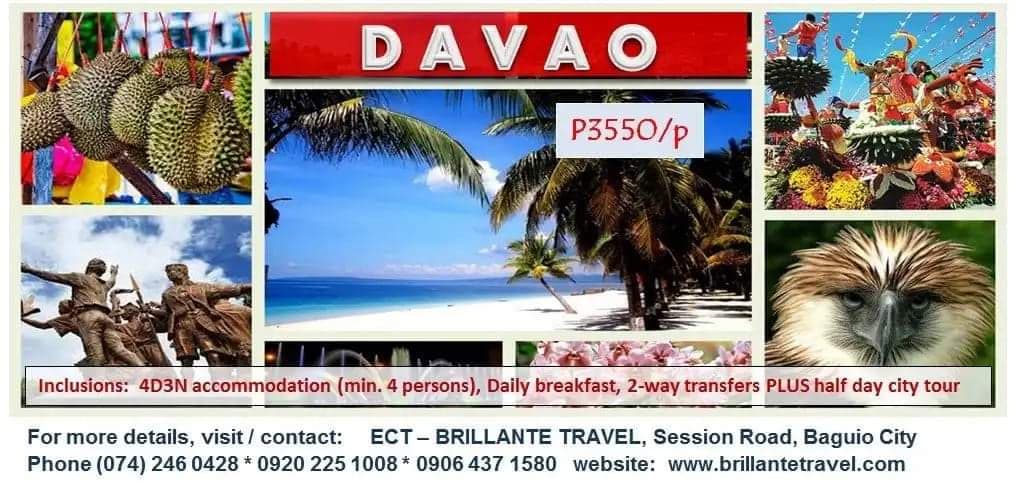 DAVAO
P3550/p
Inclusions: 4D3N accommodation (min. 4 persons), Daily breakfast, 2-way transfers PLUS half day city tour
For more details, visit / contact: ECT – BRILLANTE TRAVEL, Session Road, Baguio City
Phone (074) 246 0428 * 0920 225 1008 * 0906 437 1580 website: www.brillantetravel.com